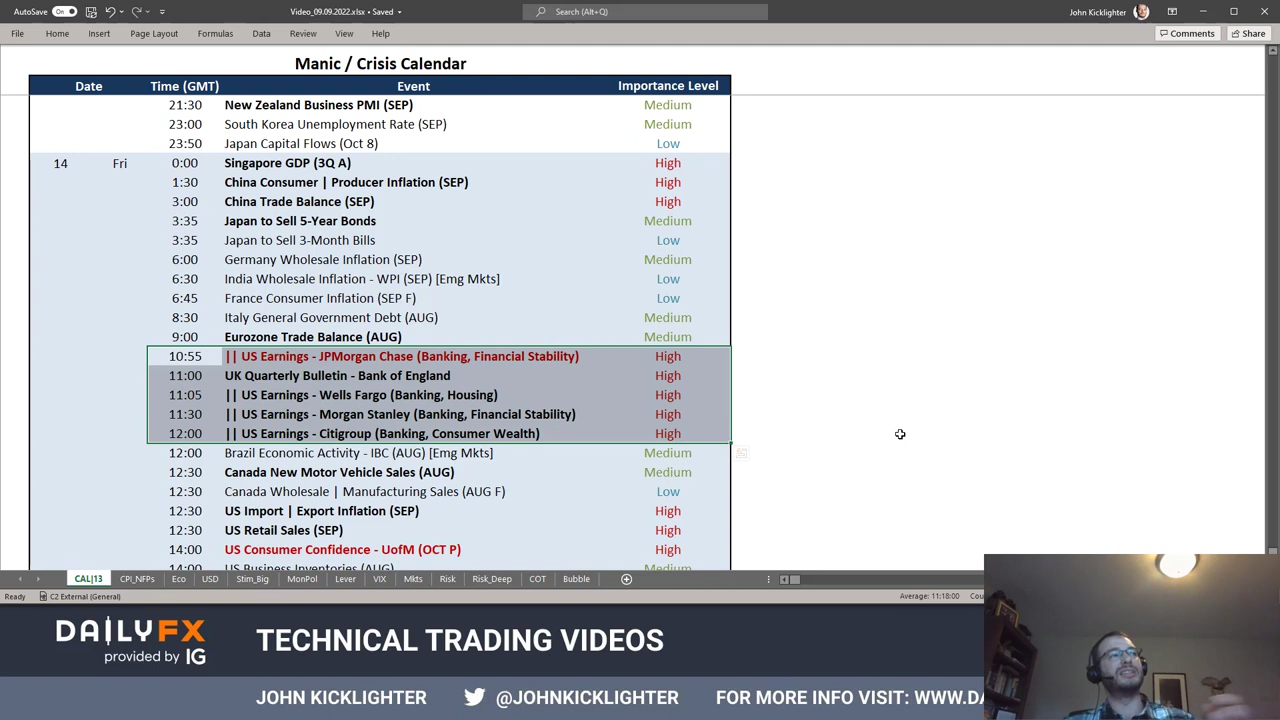 AutoSave On Video_09.09.2022.xlsx • Saved Search (Alt+Q) John Kicklighter
File Home Insert Page Layout Formulas Data Review View Help Comments Share
Manic / Crisis Calendar
Date Time (GMT) Event Importance Level
21:30 New Zealand Business PMI (SEP) Medium
23:00 South Korea Unemployment Rate (SEP) Medium
23:50 Japan Capital Flows (Oct 8) Low
14 Fri 0:00 Singapore GDP (3Q A) High
1:30 China Consumer | Producer Inflation (SEP) High
3:00 China Trade Balance (SEP) High
3:35 Japan to Sell 5-Year Bonds Medium
3:35 Japan to Sell 3-Month Bills Low
6:00 Germany Wholesale Inflation (SEP) Medium
6:30 India Wholesale Inflation - WPI (SEP) [Emg Mkts] Low
6:45 France Consumer Inflation (SEP F) Low
8:30 Italy General Government Debt (AUG) Medium
9:00 Eurozone Trade Balance (AUG) Medium
10:55 || US Earnings - JPMorgan Chase (Banking, Financial Stability) High
11:00 UK Quarterly Bulletin - Bank of England High
11:05 || US Earnings - Wells Fargo (Banking, Housing) High
11:30 || US Earnings - Morgan Stanley (Banking, Financial Stability) High
12:00 || US Earnings - Citigroup (Banking, Consumer Wealth) High
12:00 Brazil Economic Activity - IBC (AUG) [Emg Mkts] Medium
12:30 Canada New Motor Vehicle Sales (AUG) Medium
12:30 Canada Wholesale | Manufacturing Sales (AUG F) Low
12:30 US Import | Export Inflation (SEP) High
12:30 US Retail Sales (SEP) High
14:00 US Consumer Confidence - UofM (OCT P) High
14:00 US Business Inventories (AUG) Medium
CAL|13 CPI_NFPs Eco USD Stim_Big MonPol Lever VIX Mkts Risk Risk_Deep COT Bubble
Ready C2 External (General) Average: 11:18:00 Cou
DAILYFX
provided by IG
TECHNICAL TRADING VIDEOS
JOHN KICKLIGHTER @JOHNKICKLIGHTER FOR MORE INFO VISIT: WWW.DA